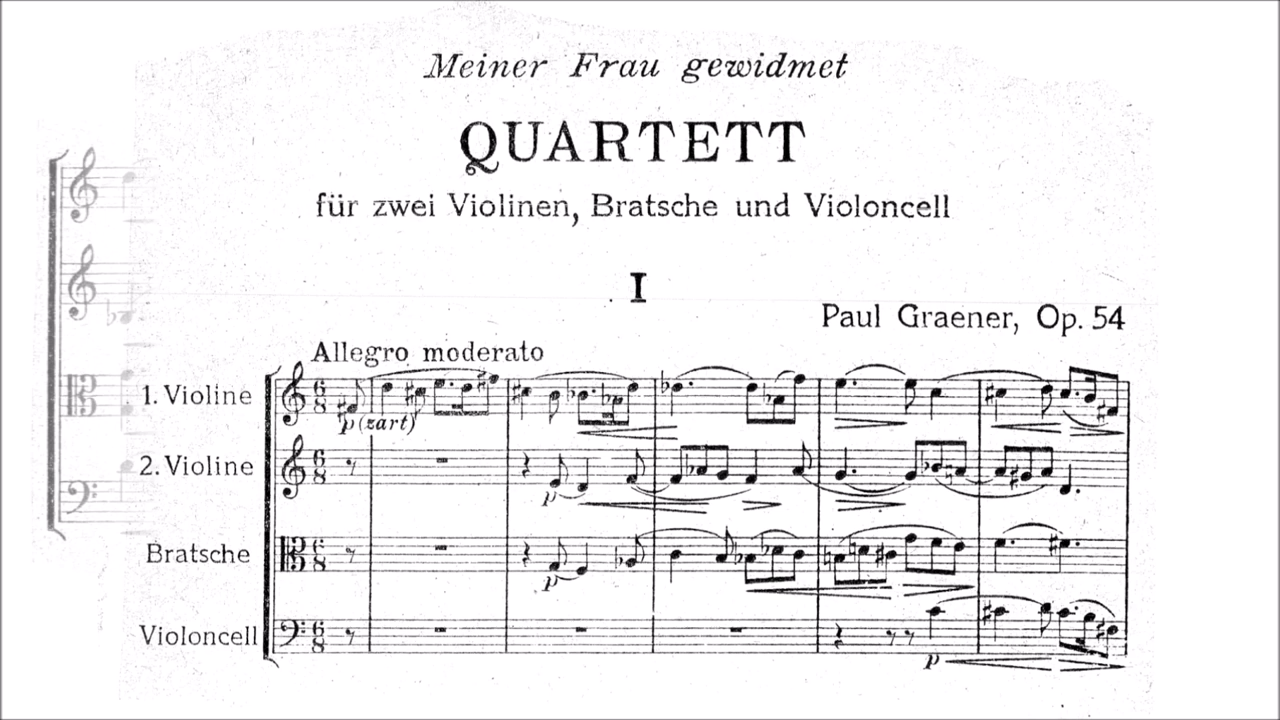 Meiner Frau gewidmet
QUARTETT
für zwei Violinen, Bratsche und Violoncell
I
Paul Graener, Op. 54
Allegro moderato
1. Violine
p (zart)
2. Violine
p
Bratsche
p
Violoncell
p